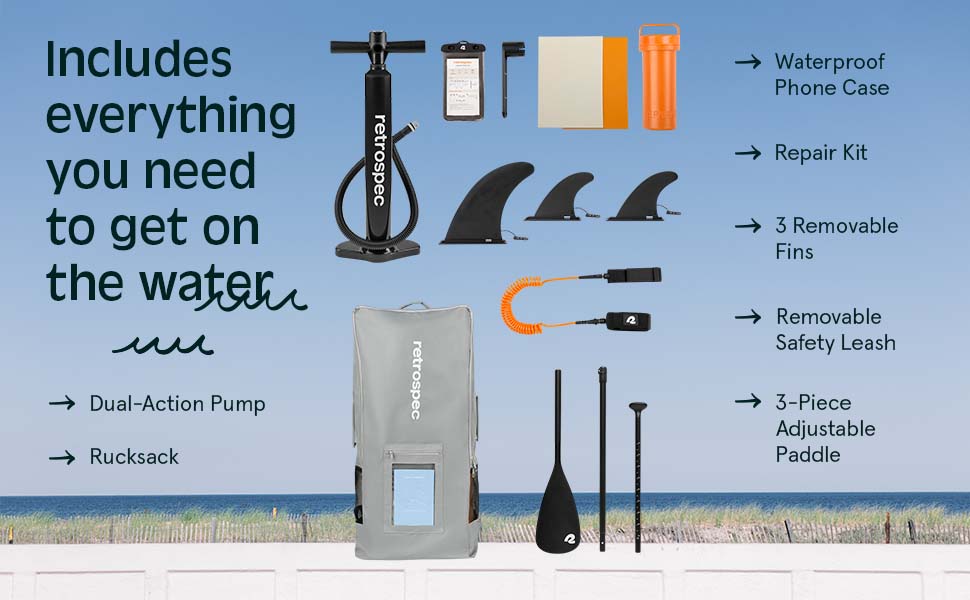 Includes
everything
you need
to get on
the water
Dual-Action Pump
Rucksack
retrospec
retrospec
Waterproof
Phone Case
Repair Kit
3 Removable
Fins
Removable
Safety Leash
3-Piece
Adjustable
Paddle